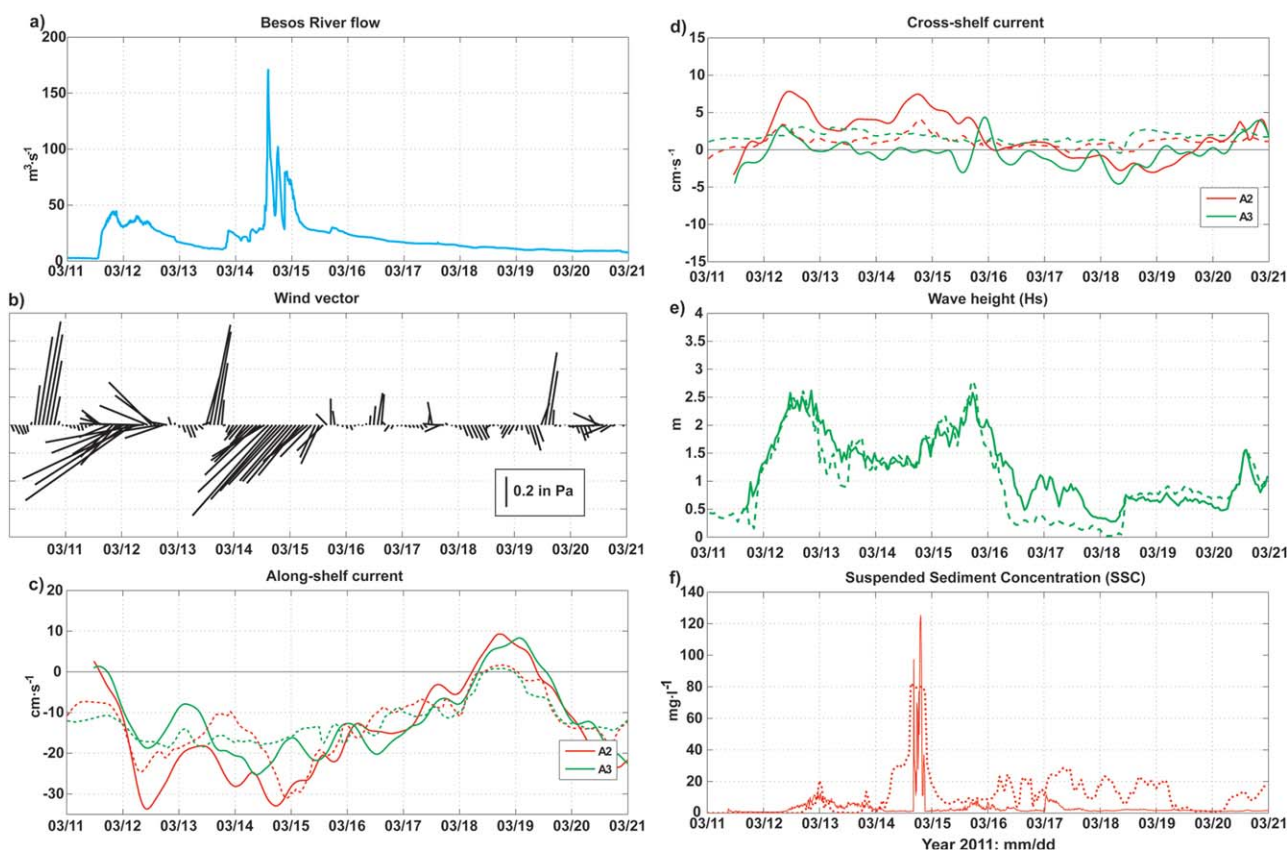 a)
Besos River flow
200
150
100
50
0
m³·s⁻¹
03/11 03/12 03/13 03/14 03/15 03/16 03/17 03/18 03/19 03/20 03/21
b)
Wind vector
0.2 in Pa
03/11 03/12 03/13 03/14 03/15 03/16 03/17 03/18 03/19 03/20 03/21
c)
Along-shelf current
20
10
0
-10
-20
-30
cm·s⁻¹
A2
A3
03/11 03/12 03/13 03/14 03/15 03/16 03/17 03/18 03/19 03/20 03/21
d)
Cross-shelf current
15
10
5
0
-5
-10
-15
cm·s⁻¹
A2
A3
03/11 03/12 03/13 03/14 03/15 03/16 03/17 03/18 03/19 03/20 03/21
e)
Wave height (Hs)
4
3.5
3
2.5
2
1.5
1
0.5
0
m
03/11 03/12 03/13 03/14 03/15 03/16 03/17 03/18 03/19 03/20 03/21
f)
Suspended Sediment Concentration (SSC)
140
120
100
80
60
40
20
0
mg·l⁻¹
03/11 03/12 03/13 03/14 03/15 03/16 03/17 03/18 03/19 03/20 03/21
Year 2011: mm/dd